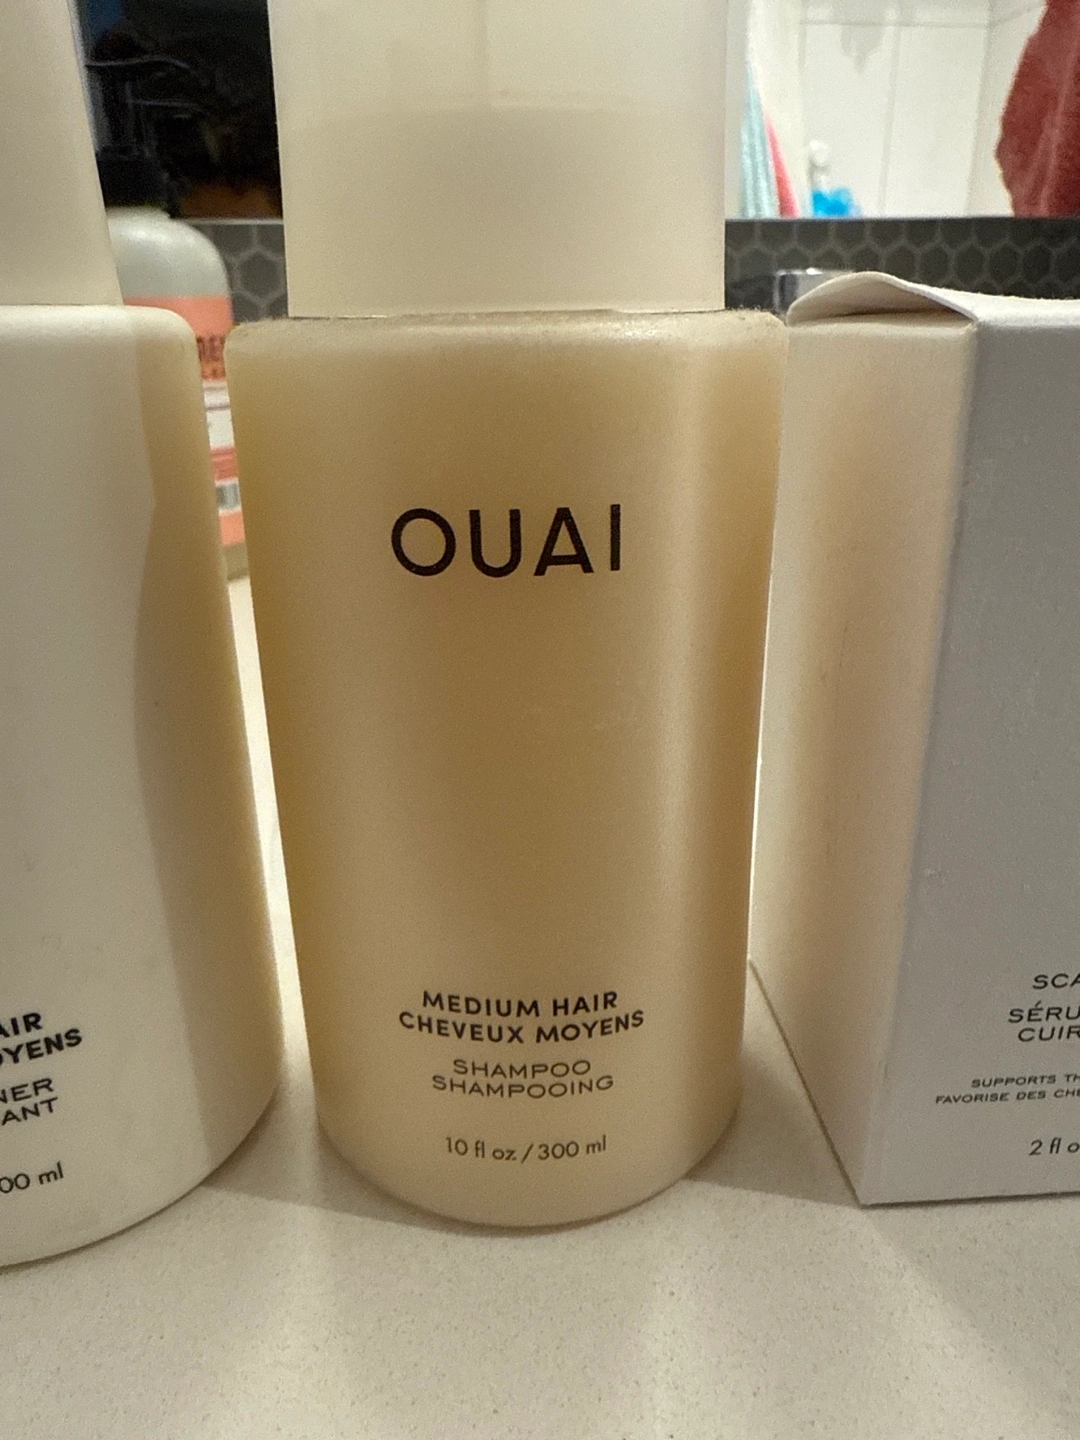 OUAI
MEDIUM HAIR
CHEVEUX MOYENS
SHAMPOO
SHAMPOOING
10 fl oz / 300 ml
AIR
OYENS
NER
ANT
00 ml
SCA
SÉRU
CUIR
SUPPORTS TH
FAVORISE DES CHE
2 fl o